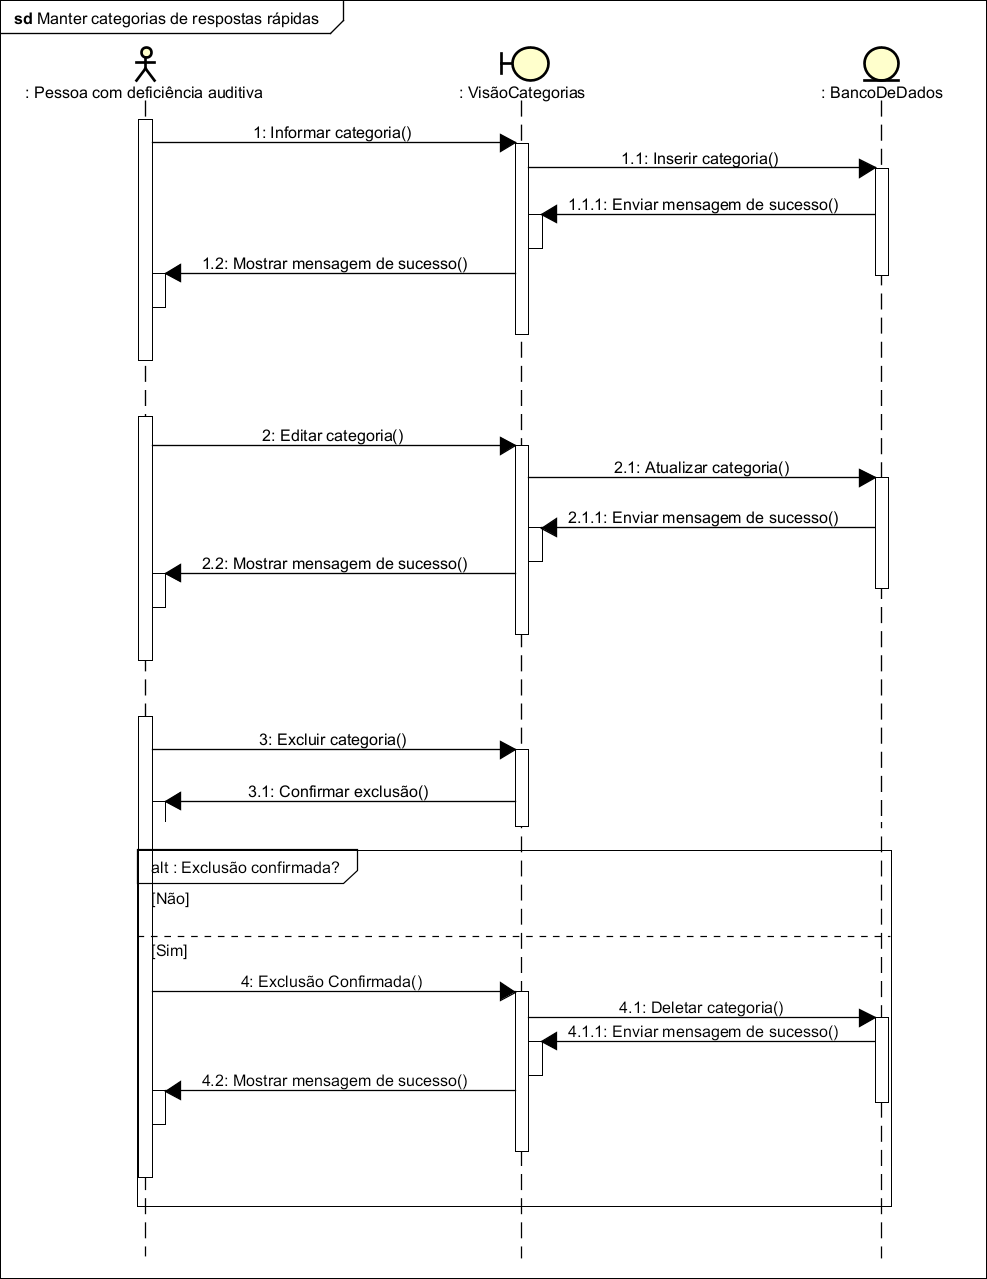 sd Manter categorias de respostas rápidas
: Pessoa com deficiência auditiva
: VisãoCategorias
: BancoDeDados
1: Informar categoria()
1.1: Inserir categoria()
1.1.1: Enviar mensagem de sucesso()
1.2: Mostrar mensagem de sucesso()
2: Editar categoria()
2.1: Atualizar categoria()
2.1.1: Enviar mensagem de sucesso()
2.2: Mostrar mensagem de sucesso()
3: Excluir categoria()
3.1: Confirmar exclusão()
alt : Exclusão confirmada?
[Não]
[Sim]
4: Exclusão Confirmada()
4.1: Deletar categoria()
4.1.1: Enviar mensagem de sucesso()
4.2: Mostrar mensagem de sucesso()